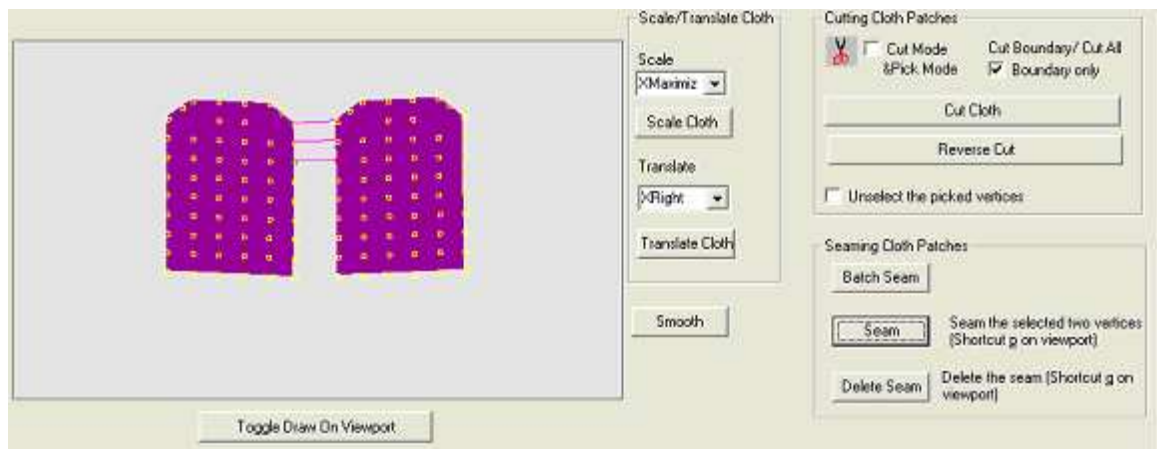 Scale/Translate Cloth
Scale
XMaximiz
Scale Cloth
Translate
XRight
Translate Cloth
Smooth
Toggle Draw On Viewport
Cutting Cloth Patches
Cut Mode
&Pick Mode
Cut Boundary/ Cut All
Boundary only
Cut Cloth
Reverse Cut
Unselect the picked vertices
Seaming Cloth Patches
Batch Seam
Seam
Seam the selected two vertices
(Shortcut g on viewport)
Delete Seam
Delete the seam (Shortcut g on
viewport)